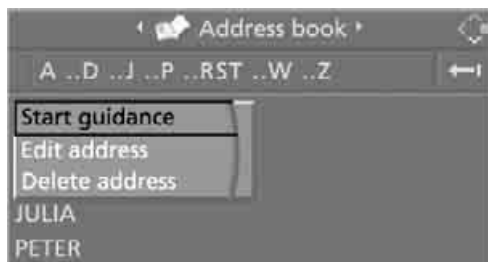 Address book
A ..D ..J ..P ..RST ..W ..Z
Start guidance
Edit address
Delete address
JULIA
PETER